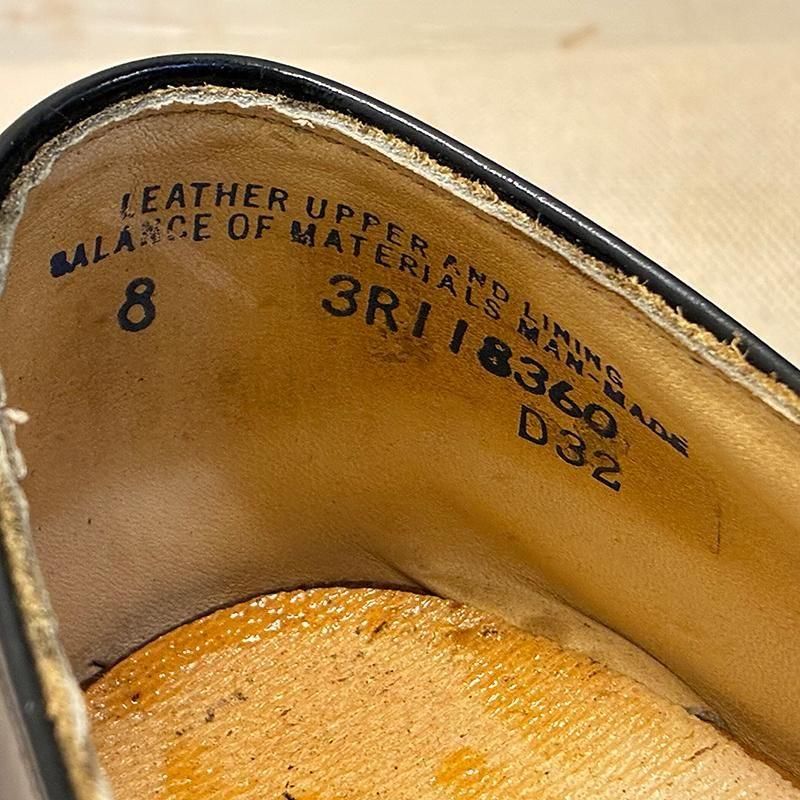 LEATHER UPPER AND LINING
BALANCE OF MATERIALS MAN-MADE
8 3R118360
D32